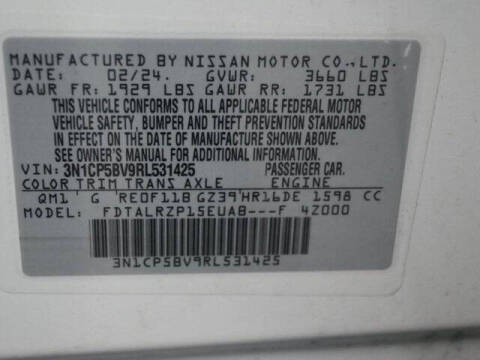 MANUFACTURED BY NISSAN MOTOR CO., LTD.
DATE: 02/24. GVWR: 3660 LBS
GAWR FR: 1929 LBS GAWR RR: 1731 LBS
THIS VEHICLE CONFORMS TO ALL APPLICABLE FEDERAL MOTOR
VEHICLE SAFETY, BUMPER AND THEFT PREVENTION STANDARDS
IN EFFECT ON THE DATE OF MANUFACTURE SHOWN ABOVE.
SEE OWNER'S MANUAL FOR ADDITIONAL INFORMATION.
VIN: 3N1CP5BV9RL531425 PASSENGER CAR.
COLOR TRIM TRANS AXLE ENGINE
QM1 G RE0F11B GZ39 HR16DE 1598 CC
MODEL: FDTALRZP15EUAB---F 4Z000
3N1CP5BV9RL531425